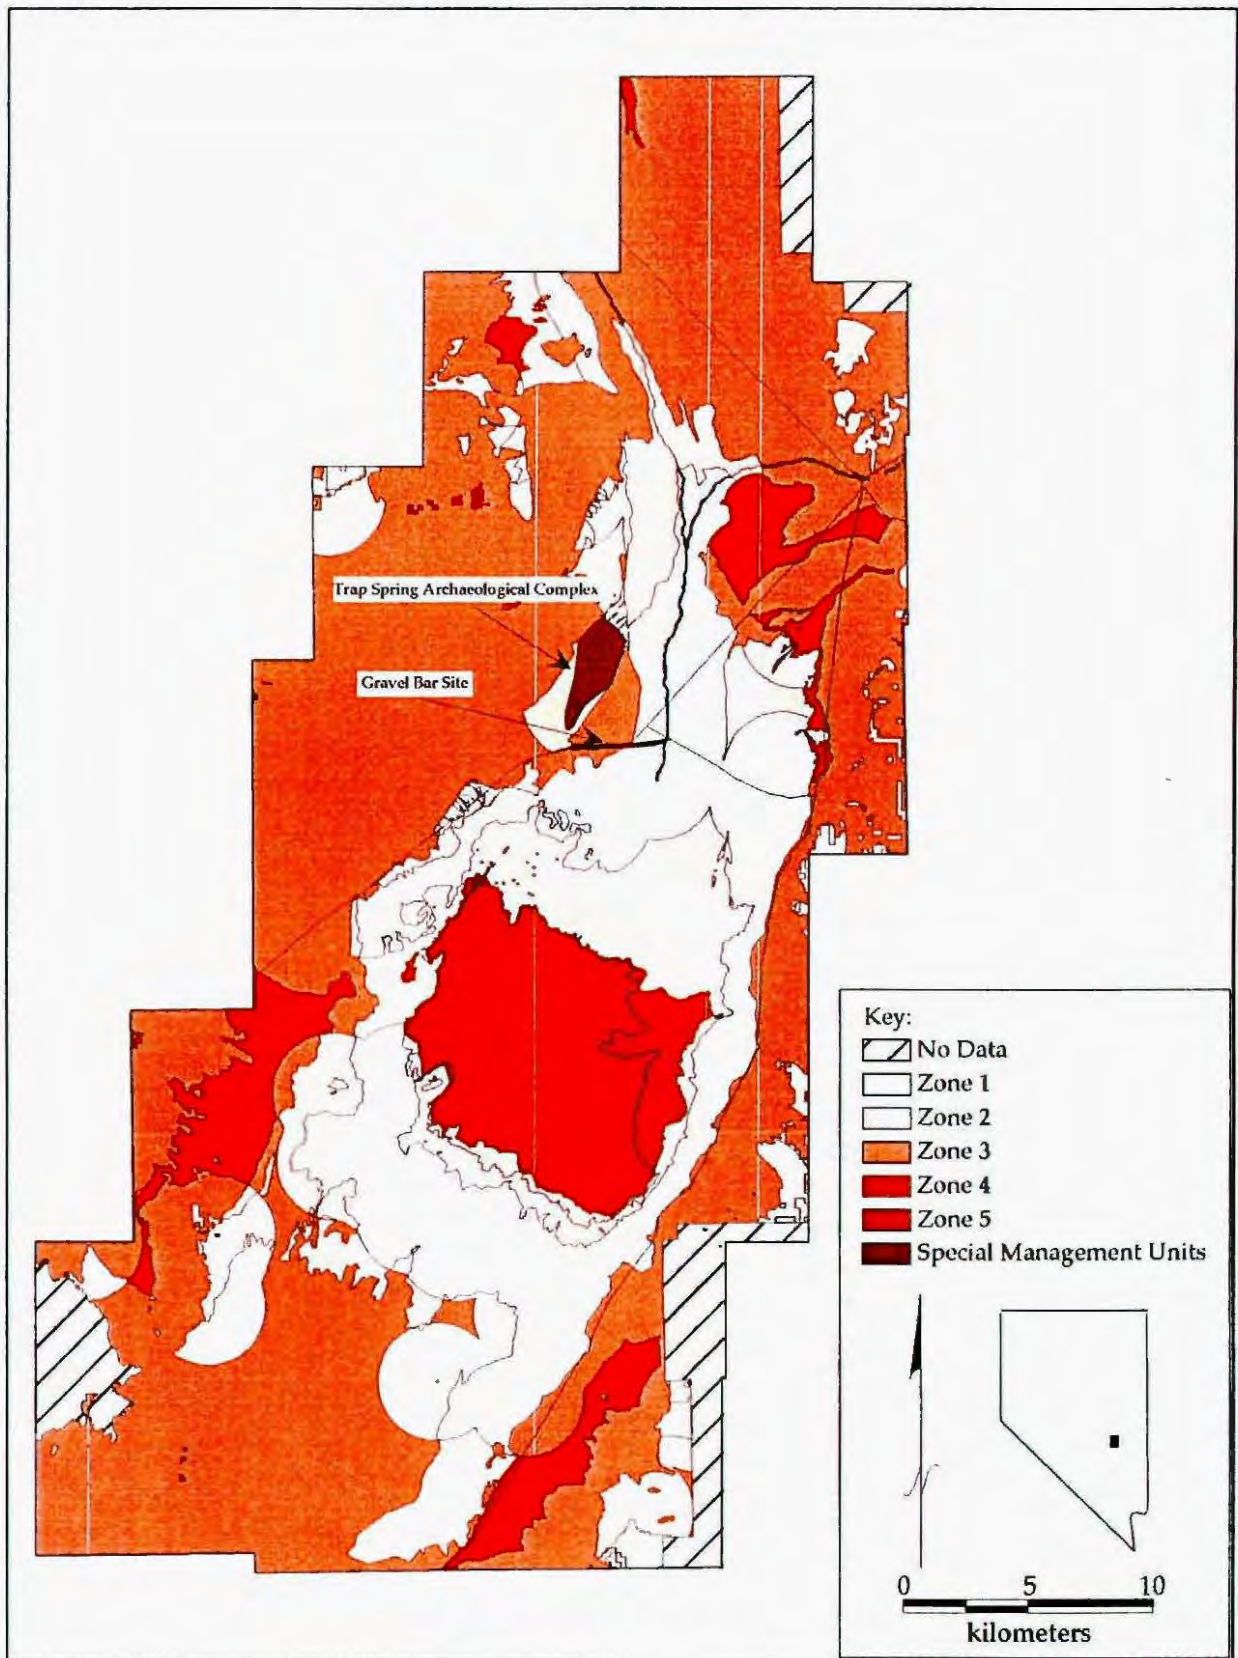 Trap Spring Archaeological Complex
Gravel Bar Site
Key:
No Data
Zone 1
Zone 2
Zone 3
Zone 4
Zone 5
Special Management Units
0 5 10
kilometers